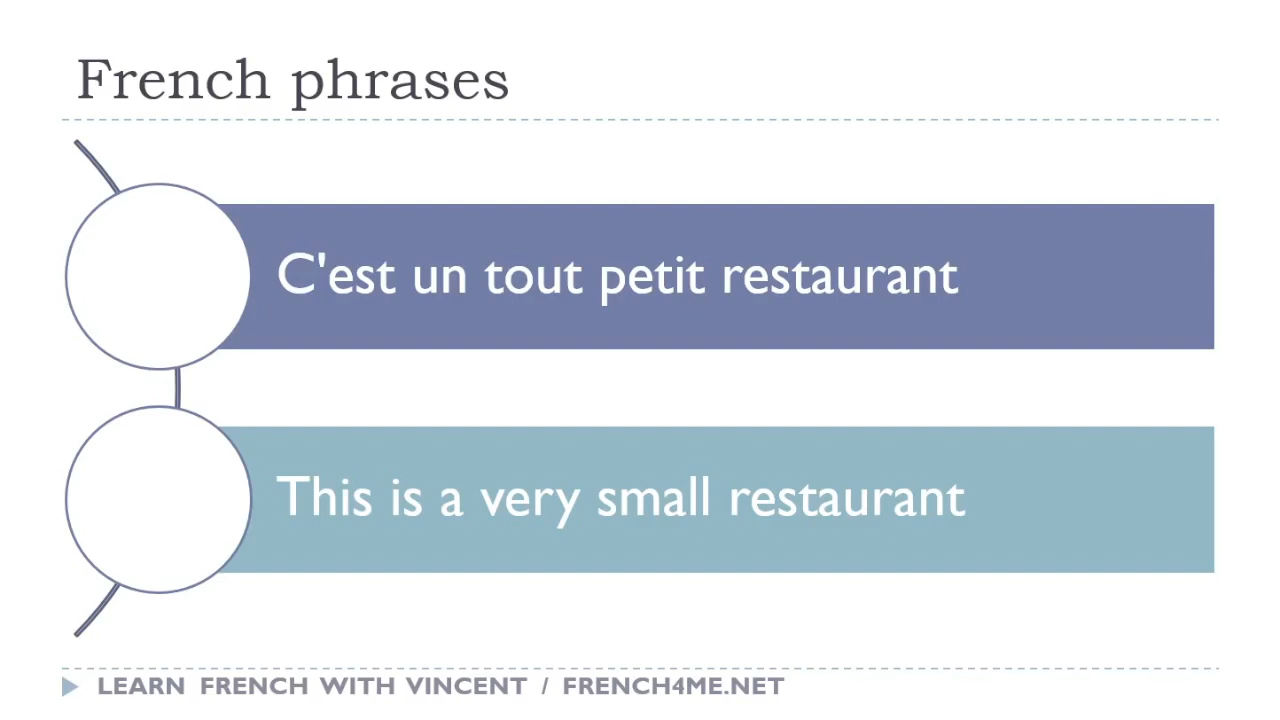 French phrases
C'est un tout petit restaurant
This is a very small restaurant
LEARN FRENCH WITH VINCENT / FRENCH4ME.NET